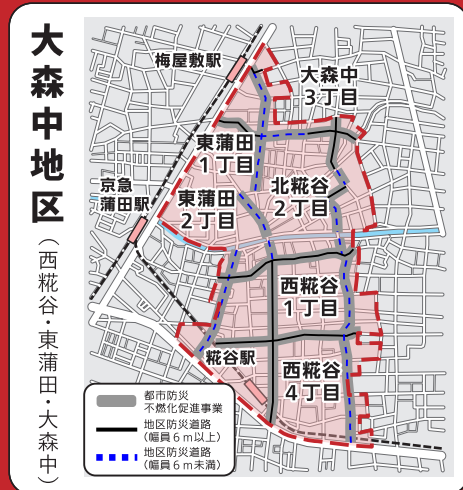 大森中地区
（西糀谷・東蒲田・大森中）
梅屋敷駅
大森中
3丁目
東蒲田
1丁目
京急
蒲田駅
東蒲田
2丁目
北糀谷
2丁目
西糀谷
1丁目
糀谷駅
西糀谷
4丁目
都市防災
不燃化促進事業
地区防災道路
（幅員６ｍ以上）
地区防災道路
（幅員６ｍ未満）